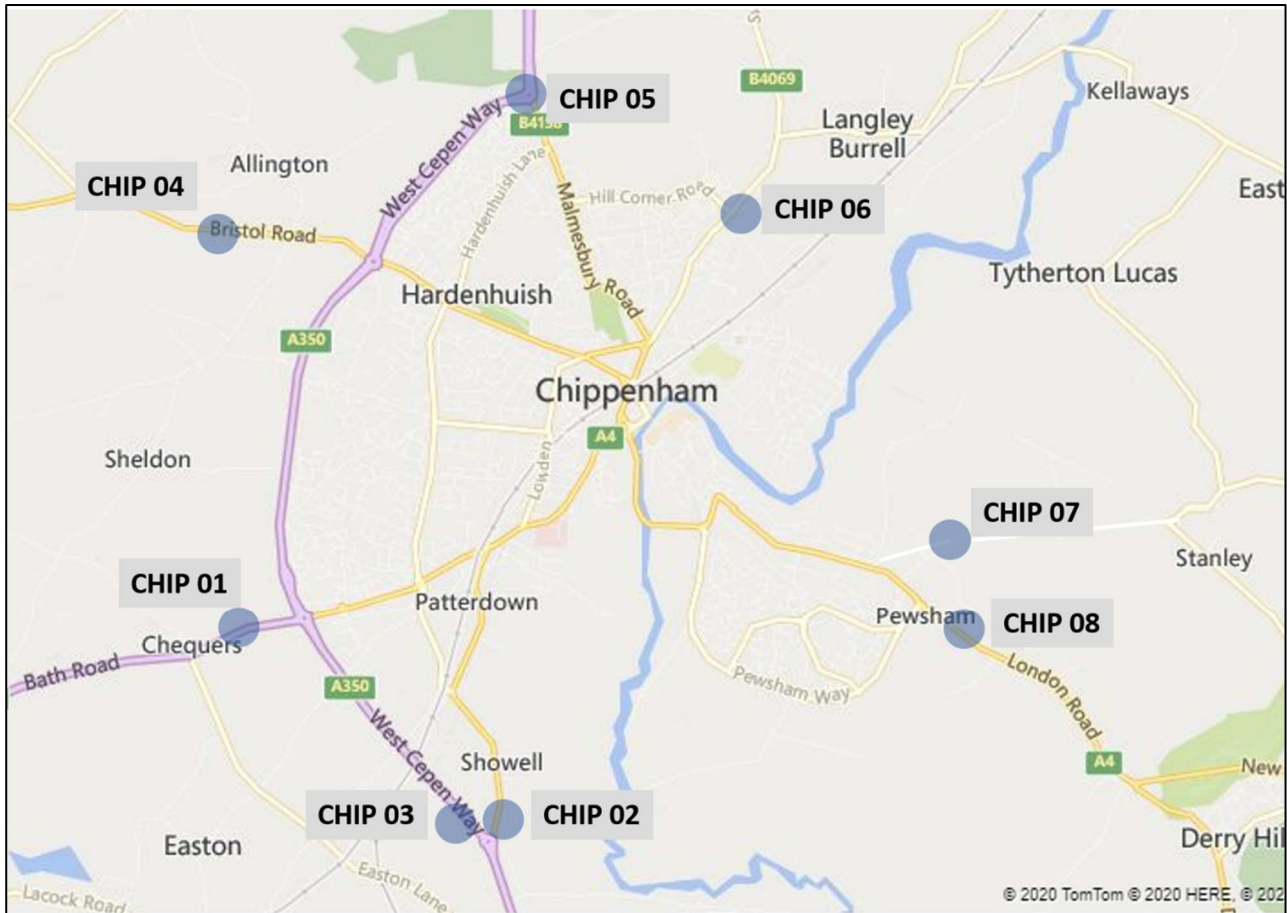 CHIP 05
B4069
Kellaways
West Cepen Way
Langley
Burrell
Allington
Hardenhuish Lane
CHIP 04
Hill Corner Road
East
CHIP 06
Bristol Road
Malmesbury Road
Tytherton Lucas
Hardenhuish
A350
Chippenham
A4
Sheldon
Lowden
CHIP 07
Stanley
CHIP 01
Patterdown
Pewsham
CHIP 08
Chequers
Bath Road
A350
Pewsham Way
London Road
West Cepen Way
Showell
A4
New
CHIP 03
CHIP 02
Easton
Derry Hil
Easton Lane
Lacock Road
© 2020 TomTom © 2020 HERE, © 202